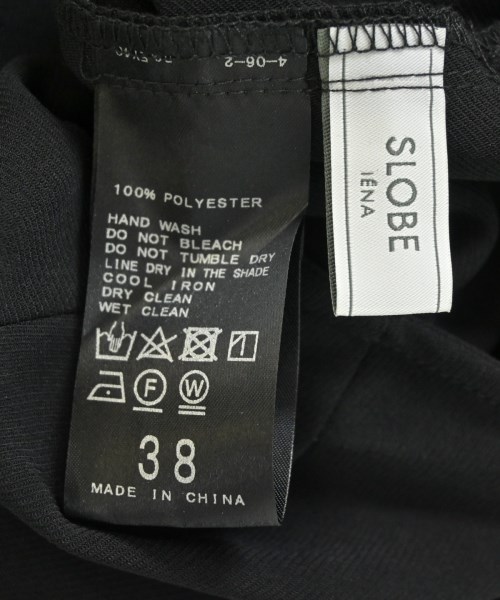 4-06-2
100% POLYESTER
HAND WASH
DO NOT BLEACH
DO NOT TUMBLE DRY
LINE DRY IN THE SHADE
COOL IRON
DRY CLEAN
WET CLEAN
F W
38
MADE IN CHINA
SLOBE
IÉNA